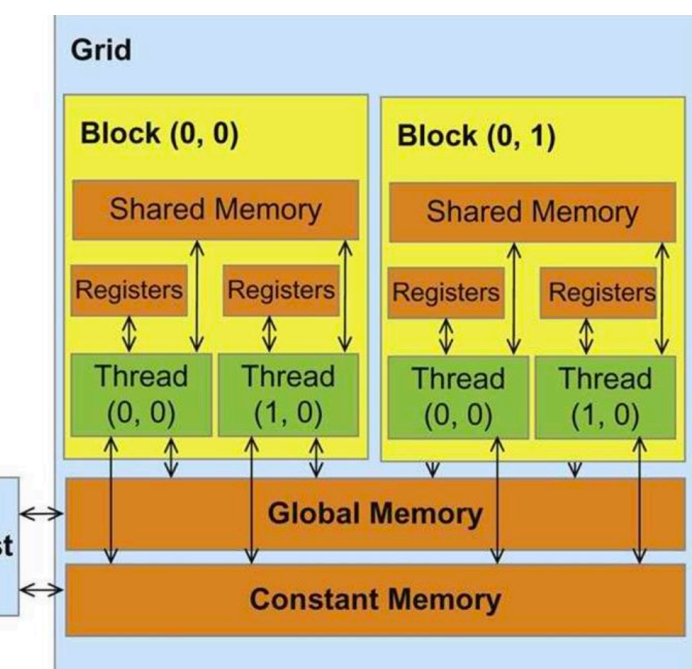 Grid
Block (0, 0)
Shared Memory
Registers
Registers
Thread
(0, 0)
Thread
(1, 0)
Block (0, 1)
Shared Memory
Registers
Registers
Thread
(0, 0)
Thread
(1, 0)
Global Memory
Constant Memory